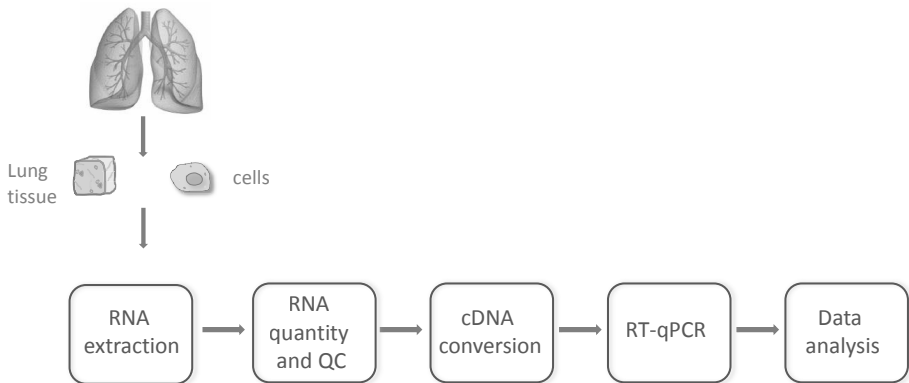 Lung
tissue
cells
RNA
extraction
RNA
quantity
and QC
cDNA
conversion
RT-qPCR
Data
analysis